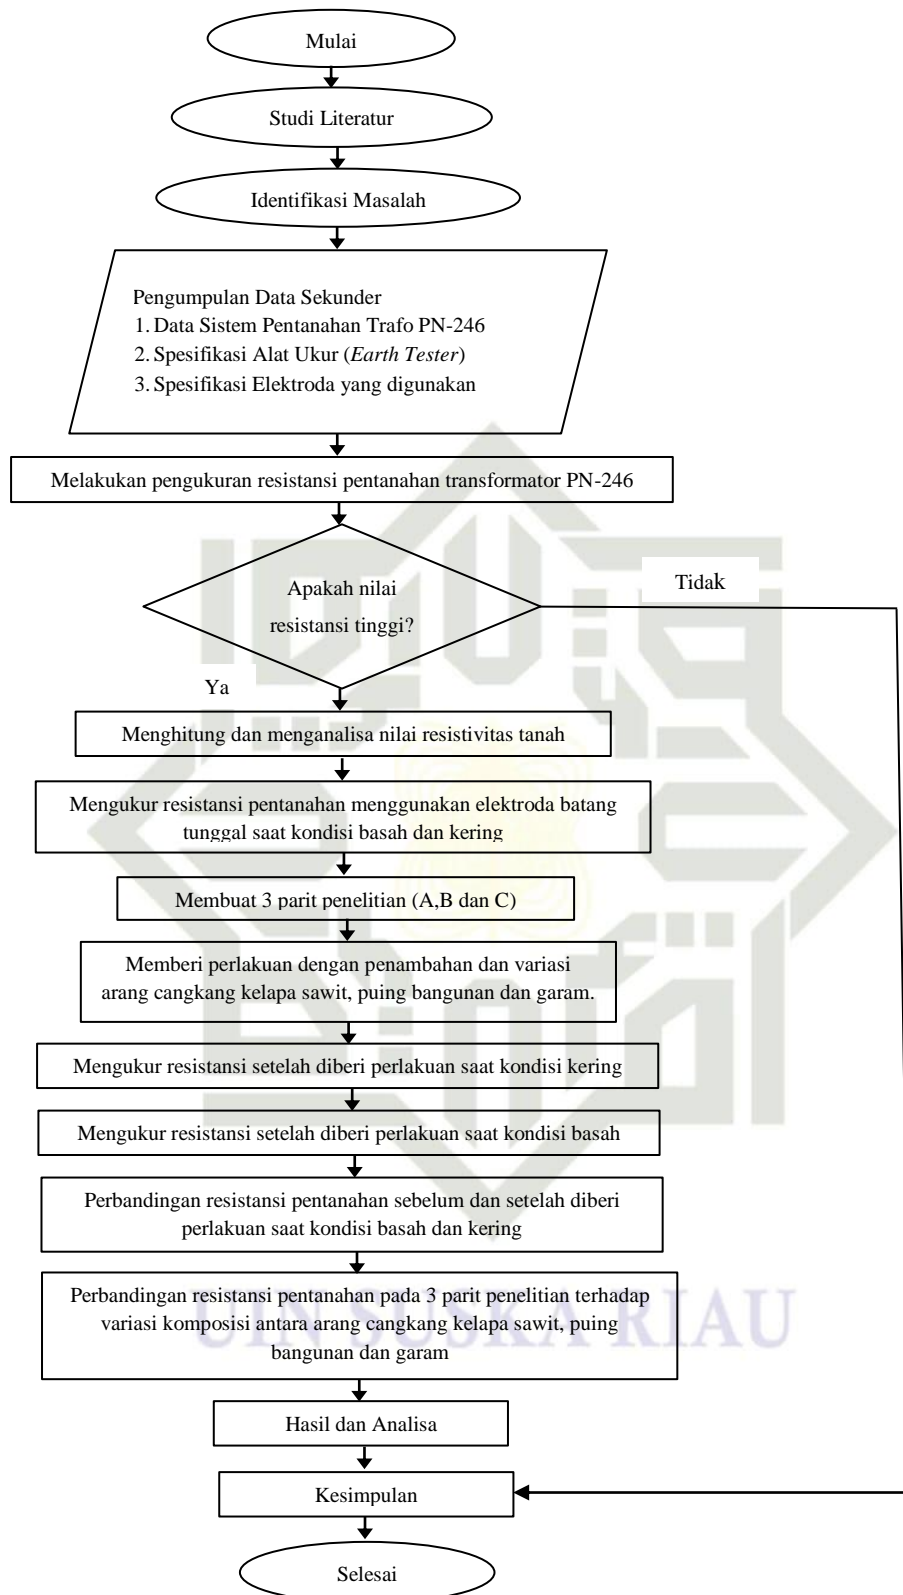 Mulai
Studi Literatur
Identifikasi Masalah
Pengumpulan Data Sekunder
1. Data Sistem Pentanahan Trafo PN-246
2. Spesifikasi Alat Ukur (Earth Tester)
3. Spesifikasi Elektroda yang digunakan
Melakukan pengukuran resistansi pentanahan transformator PN-246
Apakah nilai
resistansi tinggi?
Tidak
Ya
Menghitung dan menganalisa nilai resistivitas tanah
Mengukur resistansi pentanahan menggunakan elektroda batang
tunggal saat kondisi basah dan kering
Membuat 3 parit penelitian (A,B dan C)
Memberi perlakuan dengan penambahan dan variasi
arang cangkang kelapa sawit, puing bangunan dan garam.
Mengukur resistansi setelah diberi perlakuan saat kondisi kering
Mengukur resistansi setelah diberi perlakuan saat kondisi basah
Perbandingan resistansi pentanahan sebelum dan setelah diberi
perlakuan saat kondisi basah dan kering
Perbandingan resistansi pentanahan pada 3 parit penelitian terhadap
variasi komposisi antara arang cangkang kelapa sawit, puing
bangunan dan garam
UIN SUSKA RIAU
Hasil dan Analisa
Kesimpulan
Selesai